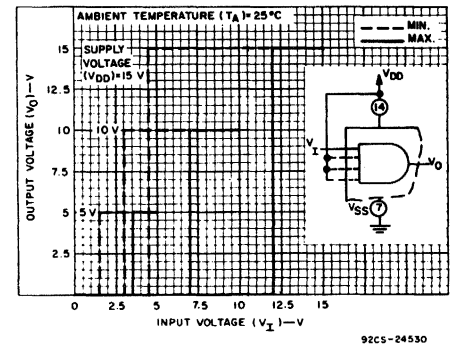 AMBIENT TEMPERATURE (TA)=25°C
MIN.
MAX.
SUPPLY
VOLTAGE
(VDD)=15 V
10 V
5 V
15
12.5
10
7.5
5
2.5
OUTPUT VOLTAGE (VO)—V
0 2.5 5 7.5 10 12.5 15
INPUT VOLTAGE (VI)—V
VDD
14
VI
VO
VSS
7
92CS-24530